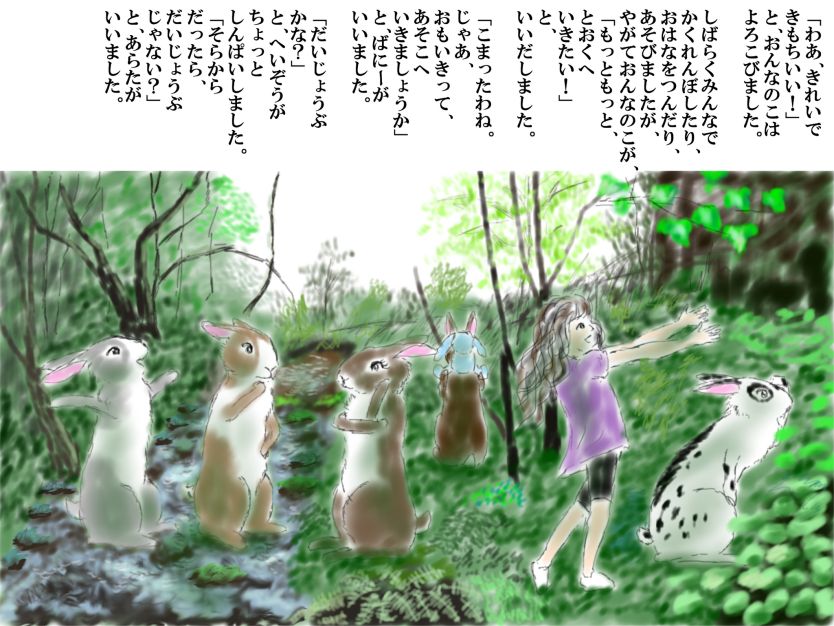 「わあ、きれいで
きもちいい！」
と、おんなのこは
よろこびました。
しばらくみんなで
かくれんぼしたり、
おはなをつんだり、
あそびましたが、
やがておんなのこが、
「もっともっと、
とおくへ
いきたい！」
と、
いいだしました。
「こまったわね。
じゃあ、
おもいきって、
あそこへ
いきましょうか」
と、ばにーが
いいました。
「だいじょうぶ
かな？」
と、へいぞうが
ちょっと
しんぱいしました。
「そらから
だったら、
だいじょうぶ
じゃない？」
と、あらたが
いいました。